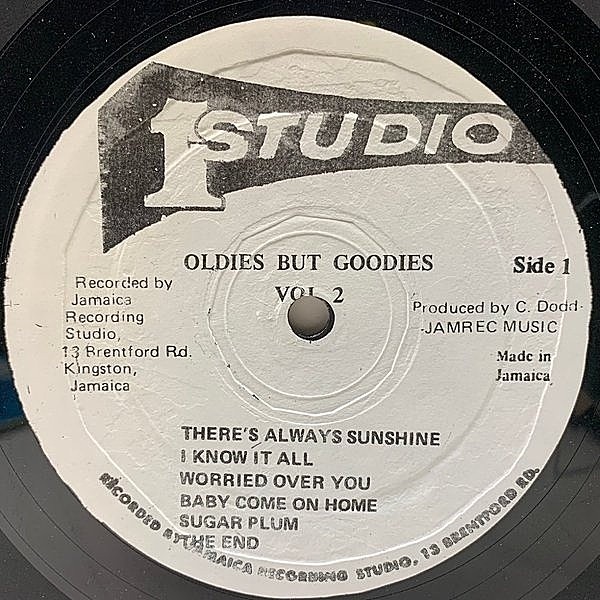 1 STUDIO
OLDIES BUT GOODIES
VOL 2
Side 1
Recorded by
Jamaica
Recording
Studio,
13 Brentford Rd.
Kingston,
Jamaica
Produced by C. Dodd-
-JAMREC MUSIC
Made in
Jamaica
THERE'S ALWAYS SUNSHINE
I KNOW IT ALL
WORRIED OVER YOU
BABY COME ON HOME
SUGAR PLUM
THE END
RECORDED BY JAMAICA RECORDING STUDIO, 13 BRENTFORD RD.